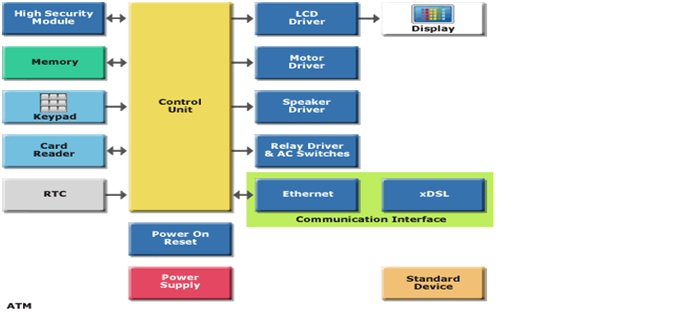 High Security
Module
LCD
Driver
Display
Memory
Motor
Driver
Control
Unit
Keypad
Speaker
Driver
Card
Reader
Relay Driver
& AC Switches
RTC
Ethernet
xDSL
Communication Interface
Power On
Reset
Power
Supply
Standard
Device
ATM